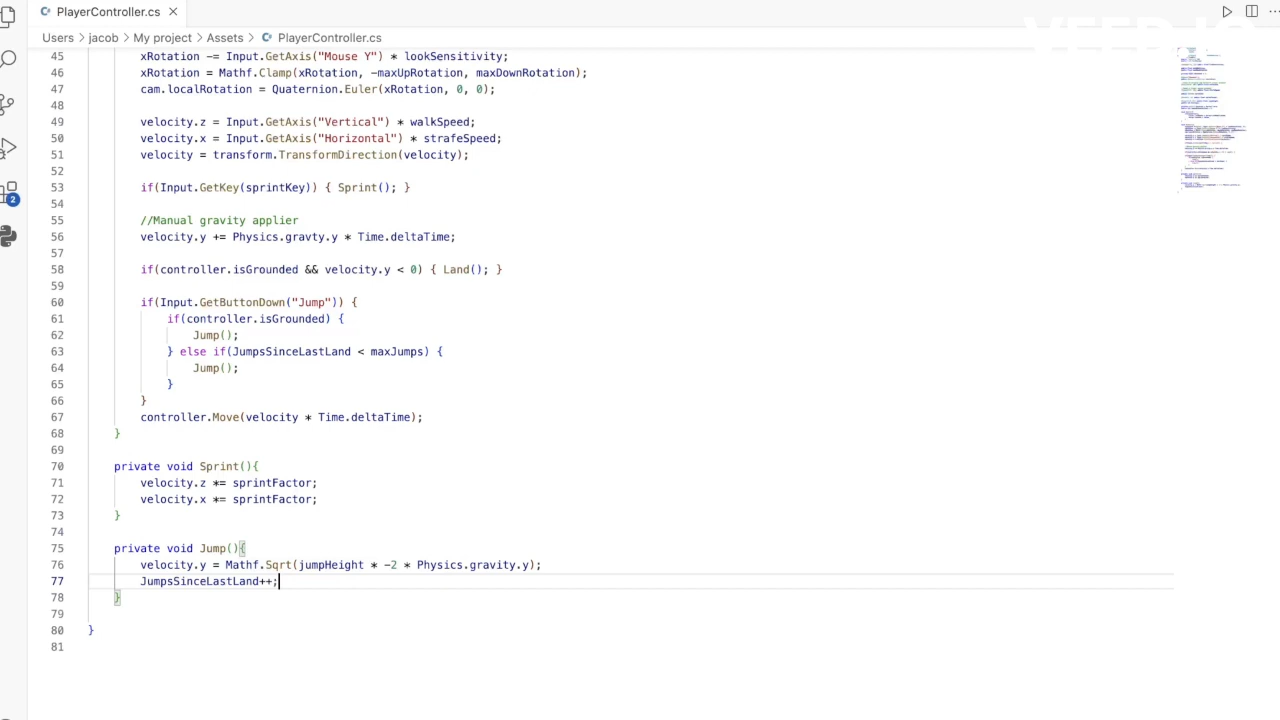 PlayerController.cs
Users > jacob > My project > Assets > PlayerController.cs
45 xRotation -= Input.GetAxis("Mouse Y") * lookSensitivity;
46 xRotation = Mathf.Clamp(xRotation, -maxUpRotation, maxDownRotation);
47 cam.localRotation = Quaternion.Euler(xRotation, 0, 0);
48
49 velocity.z = Input.GetAxis("Vertical") * walkSpeed;
50 velocity.x = Input.GetAxis("Horizontal") * strafeSpeed;
51 velocity = transform.TransformDirection(velocity);
52
53 if(Input.GetKey(sprintKey)) { Sprint(); }
54
55 //Manual gravity applier
56 velocity.y += Physics.gravty.y * Time.deltaTime;
57
58 if(controller.isGrounded && velocity.y < 0) { Land(); }
59
60 if(Input.GetButtonDown("Jump")) {
61 if(controller.isGrounded) {
62 Jump();
63 } else if(JumpsSinceLastLand < maxJumps) {
64 Jump();
65 }
66 }
67 controller.Move(velocity * Time.deltaTime);
68 }
69
70 private void Sprint(){
71 velocity.z *= sprintFactor;
72 velocity.x *= sprintFactor;
73 }
74
75 private void Jump(){
76 velocity.y = Mathf.Sqrt(jumpHeight * -2 * Physics.gravity.y);
77 JumpsSinceLastLand++;
78 }
79
80 }
81
2